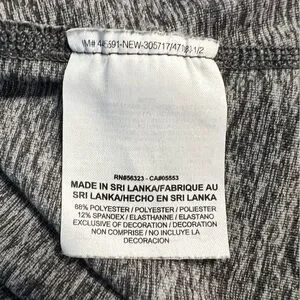 RN#56323 - CA#05553
MADE IN SRI LANKA/FABRIQUE AU
SRI LANKA/HECHO EN SRI LANKA
88% POLYESTER / POLYESTER / POLIESTER
12% SPANDEX / ELASTHANNE / ELASTANO
EXCLUSIVE OF DECORATION / DECORATION
NON COMPRISE / NO INCLUYE LA
DECORACION